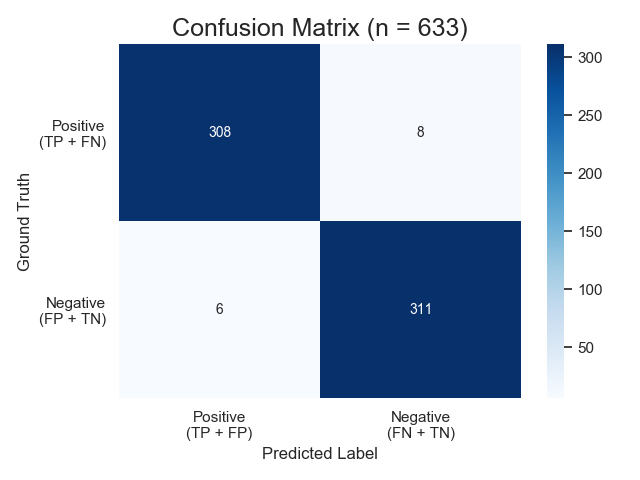 Confusion Matrix (n = 633)
Ground Truth
Positive
(TP + FN)
308
8
Negative
(FP + TN)
6
311
Positive
(TP + FP)
Negative
(FN + TN)
Predicted Label
300
250
200
150
100
50